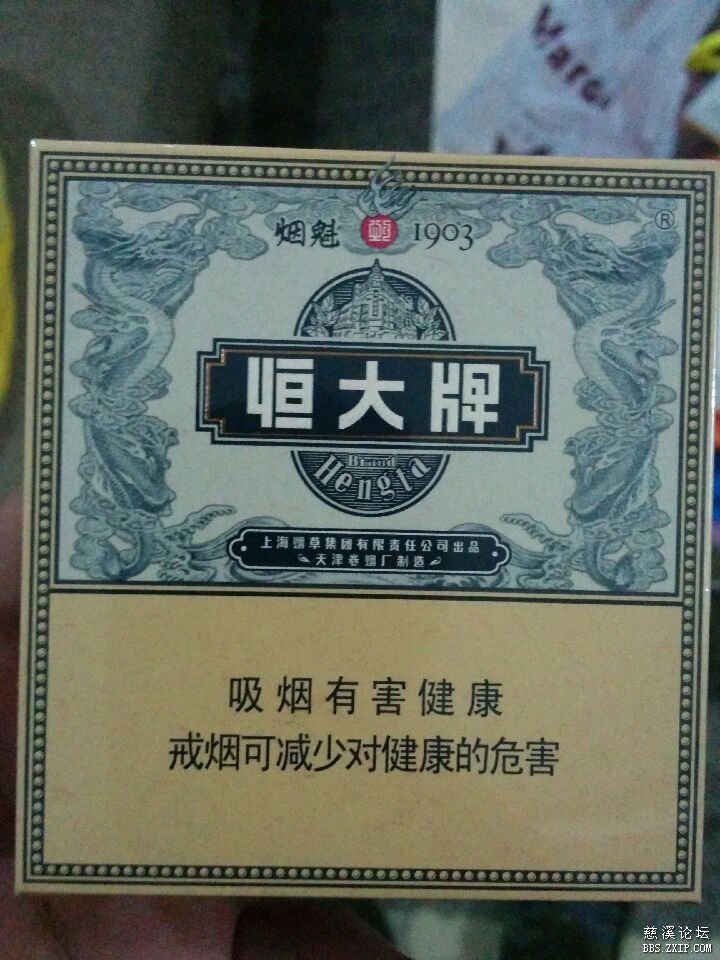 Marc
烟魁 1903
®
恒大牌
Brand
Hengta
上海烟草集团有限责任公司出品
天津卷烟厂制造
吸烟有害健康
戒烟可减少对健康的危害
慈溪论坛
BBS.ZXIP.COM